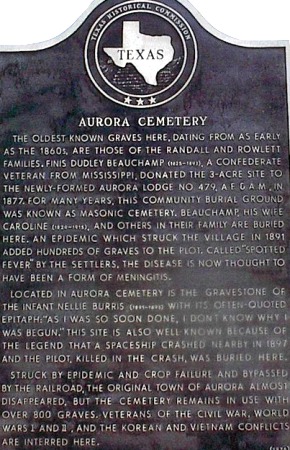 TEXAS HISTORICAL COMMISSION
TEXAS
AURORA CEMETERY
THE OLDEST KNOWN GRAVES HERE, DATING FROM AS EARLY
AS THE 1860s, ARE THOSE OF THE RANDALL AND ROWLETT
FAMILIES. FINIS DUDLEY BEAUCHAMP (1825-1893), A CONFEDERATE
VETERAN FROM MISSISSIPPI, DONATED THE 3-ACRE SITE TO
THE NEWLY-FORMED AURORA LODGE NO. 479, A.F. & A.M., IN
1877. FOR MANY YEARS, THIS COMMUNITY BURIAL GROUND
WAS KNOWN AS MASONIC CEMETERY. BEAUCHAMP, HIS WIFE
CAROLINE (1829-1915), AND OTHERS IN THEIR FAMILY ARE BURIED
HERE. AN EPIDEMIC WHICH STRUCK THE VILLAGE IN 1891
ADDED HUNDREDS OF GRAVES TO THE PLOT. CALLED "SPOTTED
FEVER" BY THE SETTLERS, THE DISEASE IS NOW THOUGHT TO
HAVE BEEN A FORM OF MENINGITIS.
LOCATED IN AURORA CEMETERY IS THE GRAVESTONE OF
THE INFANT NELLIE BURRIS (1891-1893) WITH ITS OFTEN-QUOTED
EPITAPH: "AS I WAS SO SOON DONE, I DON'T KNOW WHY I
WAS BEGUN." THIS SITE IS ALSO WELL-KNOWN BECAUSE OF
THE LEGEND THAT A SPACESHIP CRASHED NEARBY IN 1897
AND THE PILOT, KILLED IN THE CRASH, WAS BURIED HERE.
STRUCK BY EPIDEMIC AND CROP FAILURE AND BYPASSED
BY THE RAILROAD, THE ORIGINAL TOWN OF AURORA ALMOST
DISAPPEARED, BUT THE CEMETERY REMAINS IN USE WITH
OVER 800 GRAVES. VETERANS OF THE CIVIL WAR, WORLD
WARS I AND II, AND THE KOREAN AND VIETNAM CONFLICTS
ARE INTERRED HERE.